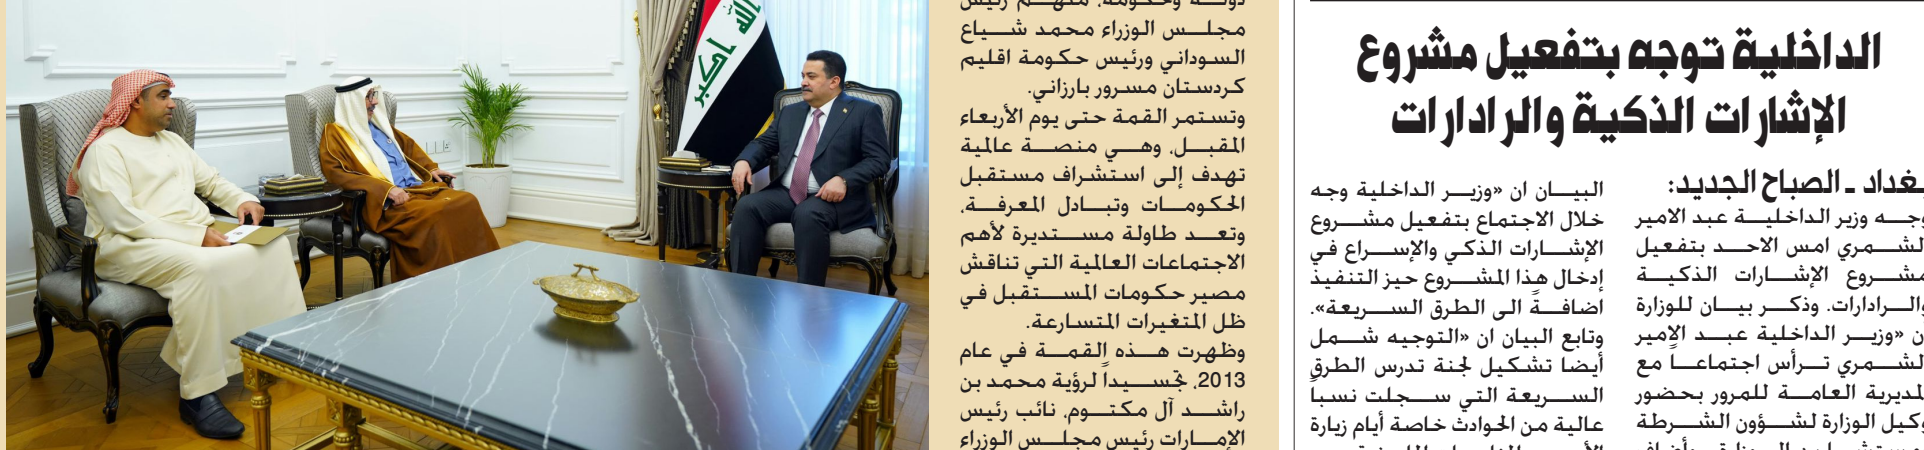 الداخلية توجه بتفعيل مشروع
الإشارات الذكية والرادارات
بغداد ـ الصباح الجديد:
وجه وزير الداخلية عبد الامير
الشمري امس الاحد بتفعيل
مشروع الإشارات الذكية
والرادارات. وذكر بيان للوزارة
ان «وزير الداخلية عبد الأمير
الشمري ترأس اجتماعا مع
المديرية العامة للمرور بحضور
وكيل الوزارة لشؤون الشرطة
البيان ان «وزير الداخلية وجه
خلال الاجتماع بتفعيل مشروع
الإشارات الذكي والإسراع في
إدخال هذا المشروع حيز التنفيذ
اضافةً الى الطرق السريعة».
وتابع البيان ان «التوجيه شمل
أيضا تشكيل لجنة تدرس الطرق
السريعة التي سجلت نسباً
عالية من الحوادث خاصة أيام زيارة
دولة وحكومة، منهم رئيس
مجلس الوزراء محمد شياع
السوداني ورئيس حكومة اقليم
كردستان مسرور بارزاني.
وتستمر القمة حتى يوم الأربعاء
المقبل، وهي منصة عالمية
تهدف إلى استشراف مستقبل
الحكومات وتبادل المعرفة،
وتعد طاولة مستديرة لأهم
الاجتماعات العالمية التي تناقش
مصير حكومات المستقبل في
ظل المتغيرات المتسارعة.
وظهرت هذه القمة في عام
2013، تجسيداً لرؤية محمد بن
راشد آل مكتوم، نائب رئيس
الإمارات رئيس مجلس الوزراء
الله اكبر